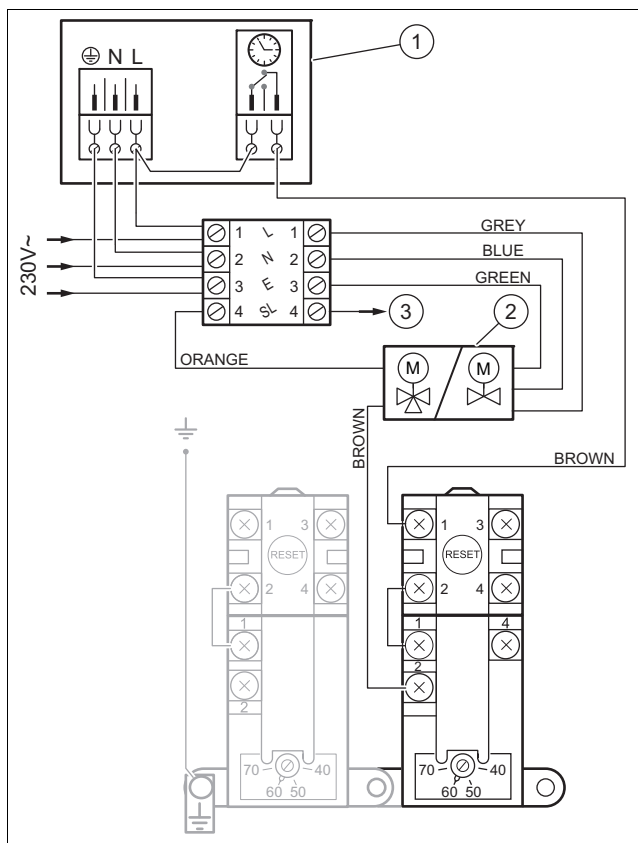 1
N L
230V~
1 L 1
2 N 2
3 E 3
4 SL 4
GREY
BLUE
GREEN
3
2
ORANGE
M
M
BROWN
BROWN
1 3
RESET
2 4
1
2
70 40
60 50
1 3
RESET
2 4
1 4
2
70 40
60 50